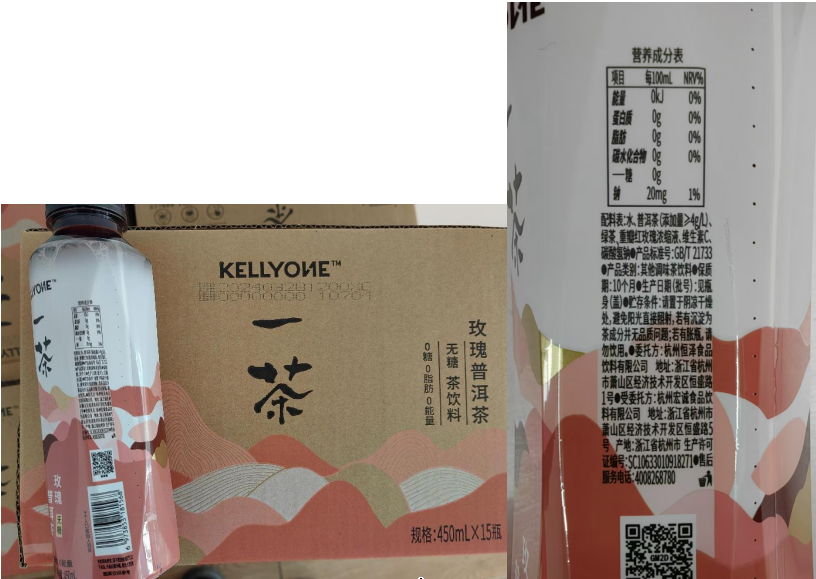 KELLYONE™
一
茶
玫瑰普洱茶
无糖 茶饮料
0糖 0脂肪 0能量
规格:450mL×15瓶
KELLYONE™
一
茶
玫瑰
无糖
营养成分表
项目 每100mL NRV%
能量 0kJ 0%
蛋白质 0g 0%
脂肪 0g 0%
碳水化合物 0g 0%
一糖 0g
钠 20mg 1%
配料表:水、普洱茶(添加量≥4g/L)、
绿茶、重瓣红玫瑰浓缩液、维生素C、
碳酸氢钠●产品标准号:GB/T 21733
●产品类别:其他调味茶饮料●保质
期:10个月●生产日期(批号):见瓶
身(盖)●贮存条件:请置于阴凉干燥
处,避免阳光直接照射,若有沉淀为
茶成分并无品质问题;若有胀瓶,请
勿饮用。●委托方:杭州恒泽食品
饮料有限公司 地址:浙江省杭州
市萧山区经济技术开发区恒盛路
1号●受委托方:杭州宏诚食品饮
料有限公司 地址:浙江省杭州市
萧山区经济技术开发区恒盛路5
号 产地:浙江省杭州市 生产许可
证编号:SC10633010918271●售后
服务电话:4008268780